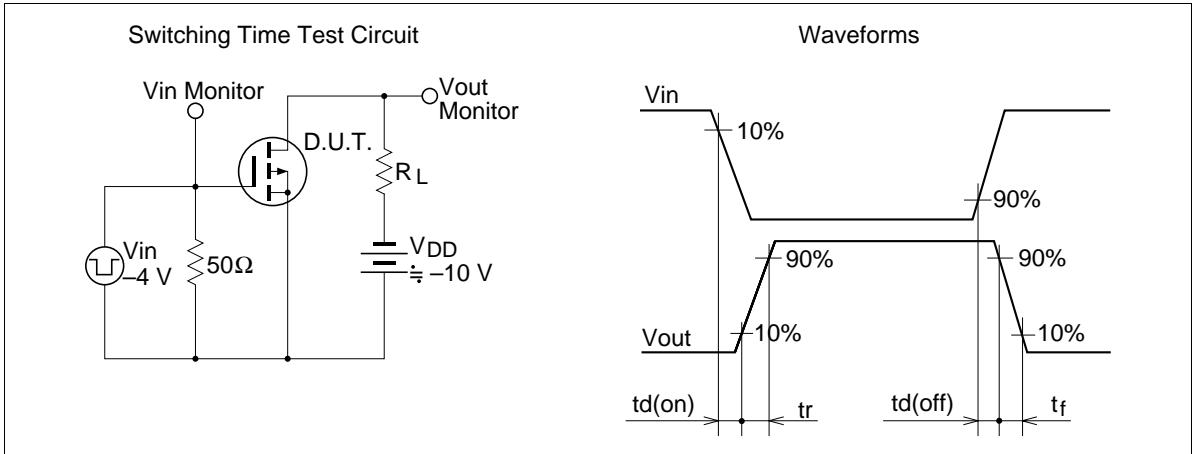 Switching Time Test Circuit
Vin Monitor
Vout
Monitor
D.U.T.
RL
Vin
–4 V
50Ω
VDD
≒ –10 V
Waveforms
Vin
10%
90%
90%
90%
Vout
10%
10%
td(on)
tr
td(off)
tf